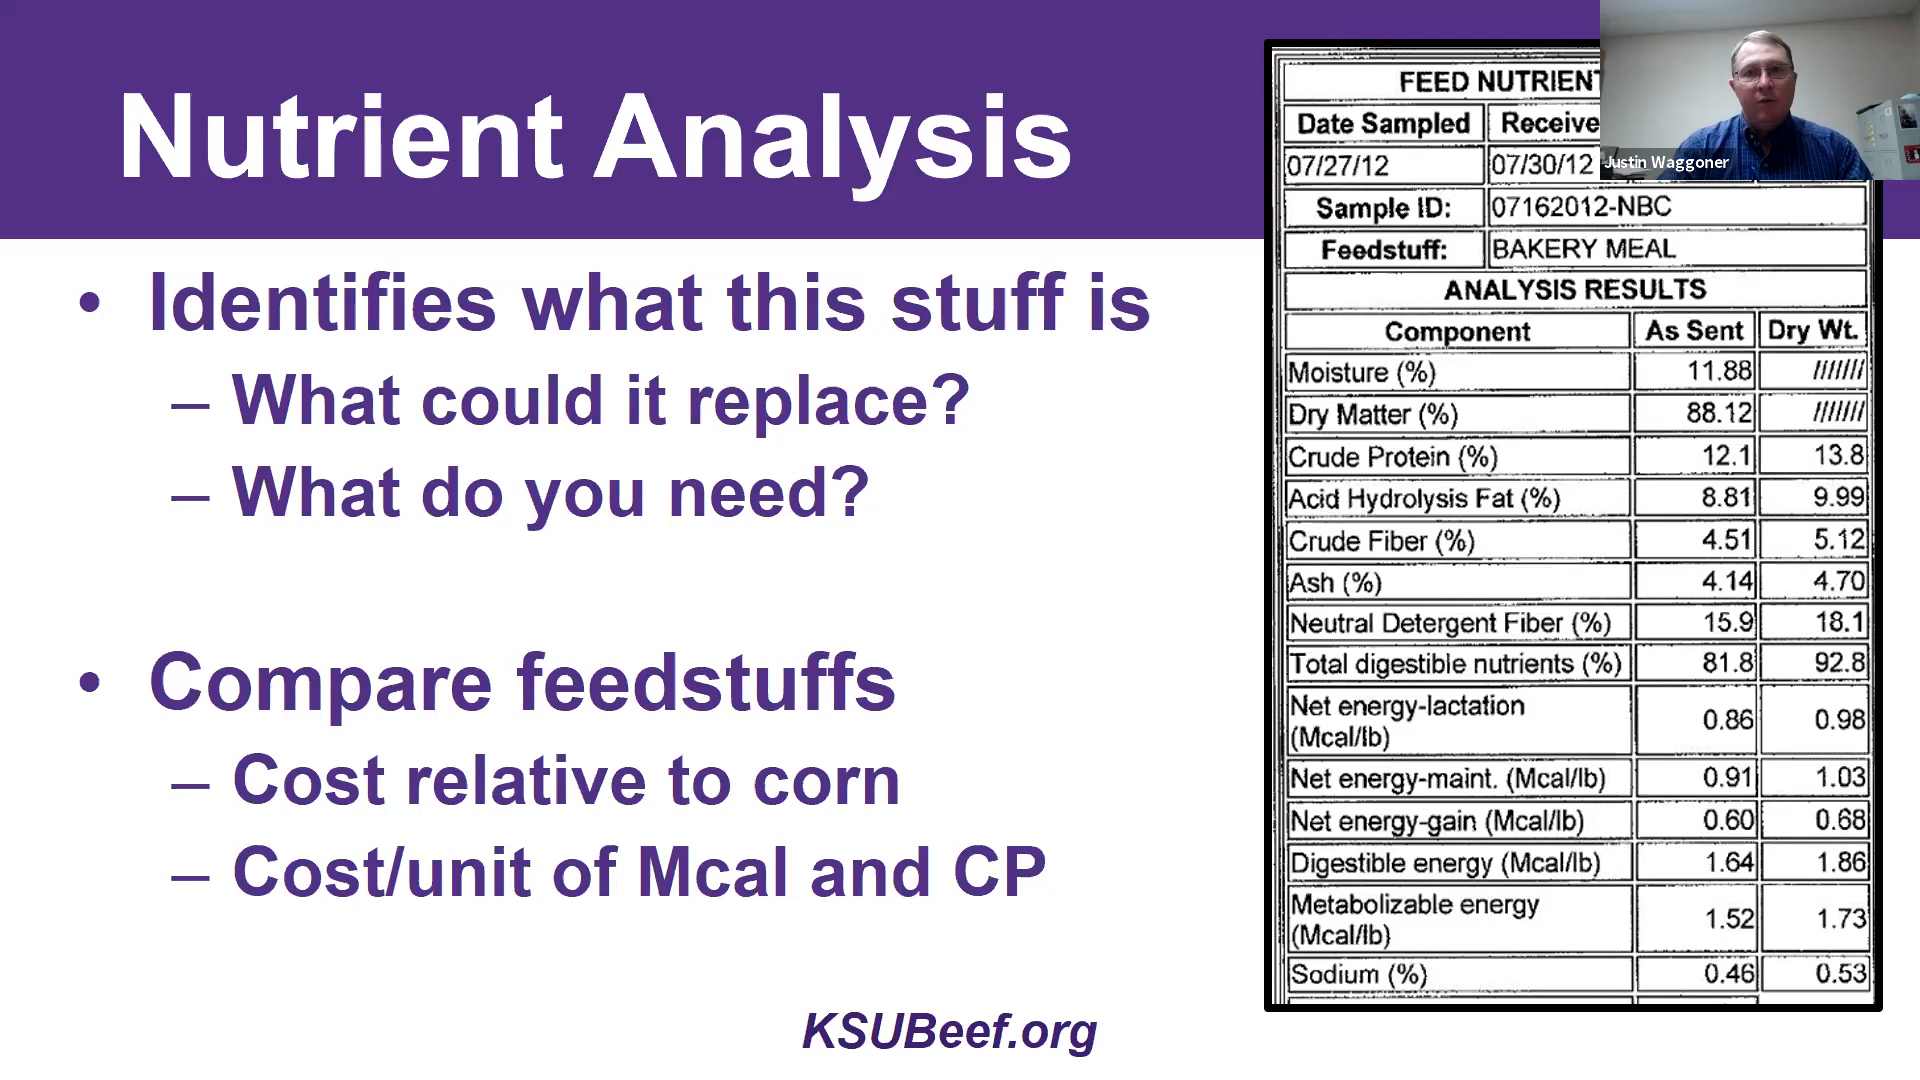 Nutrient Analysis
• Identifies what this stuff is
– What could it replace?
– What do you need?
• Compare feedstuffs
– Cost relative to corn
– Cost/unit of Mcal and CP
KSUBeef.org
FEED NUTRIENT
Date Sampled Receive
07/27/12 07/30/12
Sample ID: 07162012-NBC
Feedstuff: BAKERY MEAL
ANALYSIS RESULTS
Component As Sent Dry Wt.
Moisture (%) 11.88 ///////
Dry Matter (%) 88.12 ///////
Crude Protein (%) 12.1 13.8
Acid Hydrolysis Fat (%) 8.81 9.99
Crude Fiber (%) 4.51 5.12
Ash (%) 4.14 4.70
Neutral Detergent Fiber (%) 15.9 18.1
Total digestible nutrients (%) 81.8 92.8
Net energy-lactation
(Mcal/lb) 0.86 0.98
Net energy-maint. (Mcal/lb) 0.91 1.03
Net energy-gain (Mcal/lb) 0.60 0.68
Digestible energy (Mcal/lb) 1.64 1.86
Metabolizable energy
(Mcal/lb) 1.52 1.73
Sodium (%) 0.46 0.53
Justin Waggoner